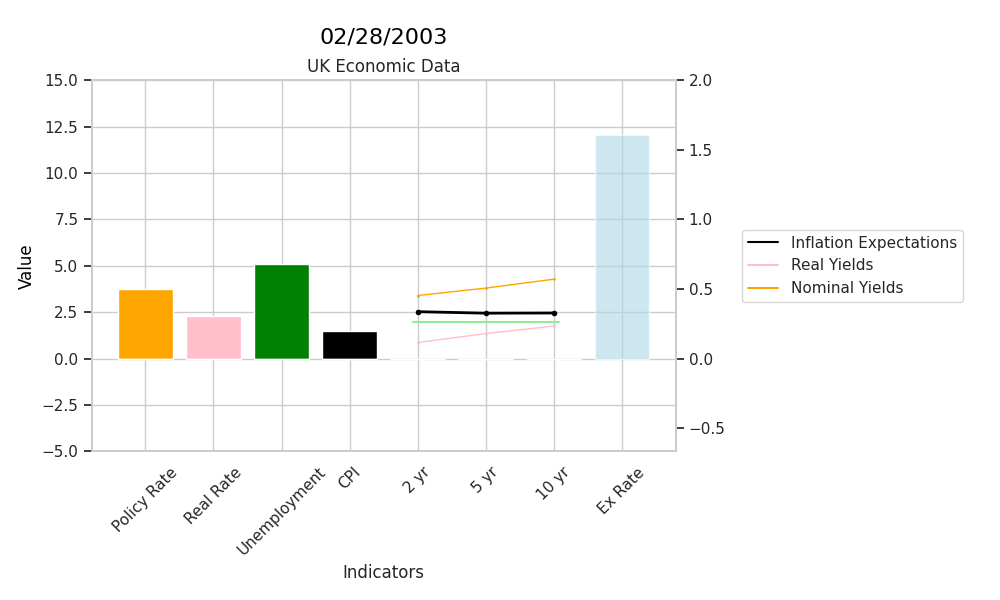 02/28/2003
UK Economic Data
15.0
12.5
10.0
7.5
5.0
2.5
0.0
−2.5
−5.0
Value
2.0
1.5
1.0
0.5
0.0
−0.5
Inflation Expectations
Real Yields
Nominal Yields
Policy Rate
Real Rate
Unemployment
CPI
2 yr
5 yr
10 yr
Ex Rate
Indicators